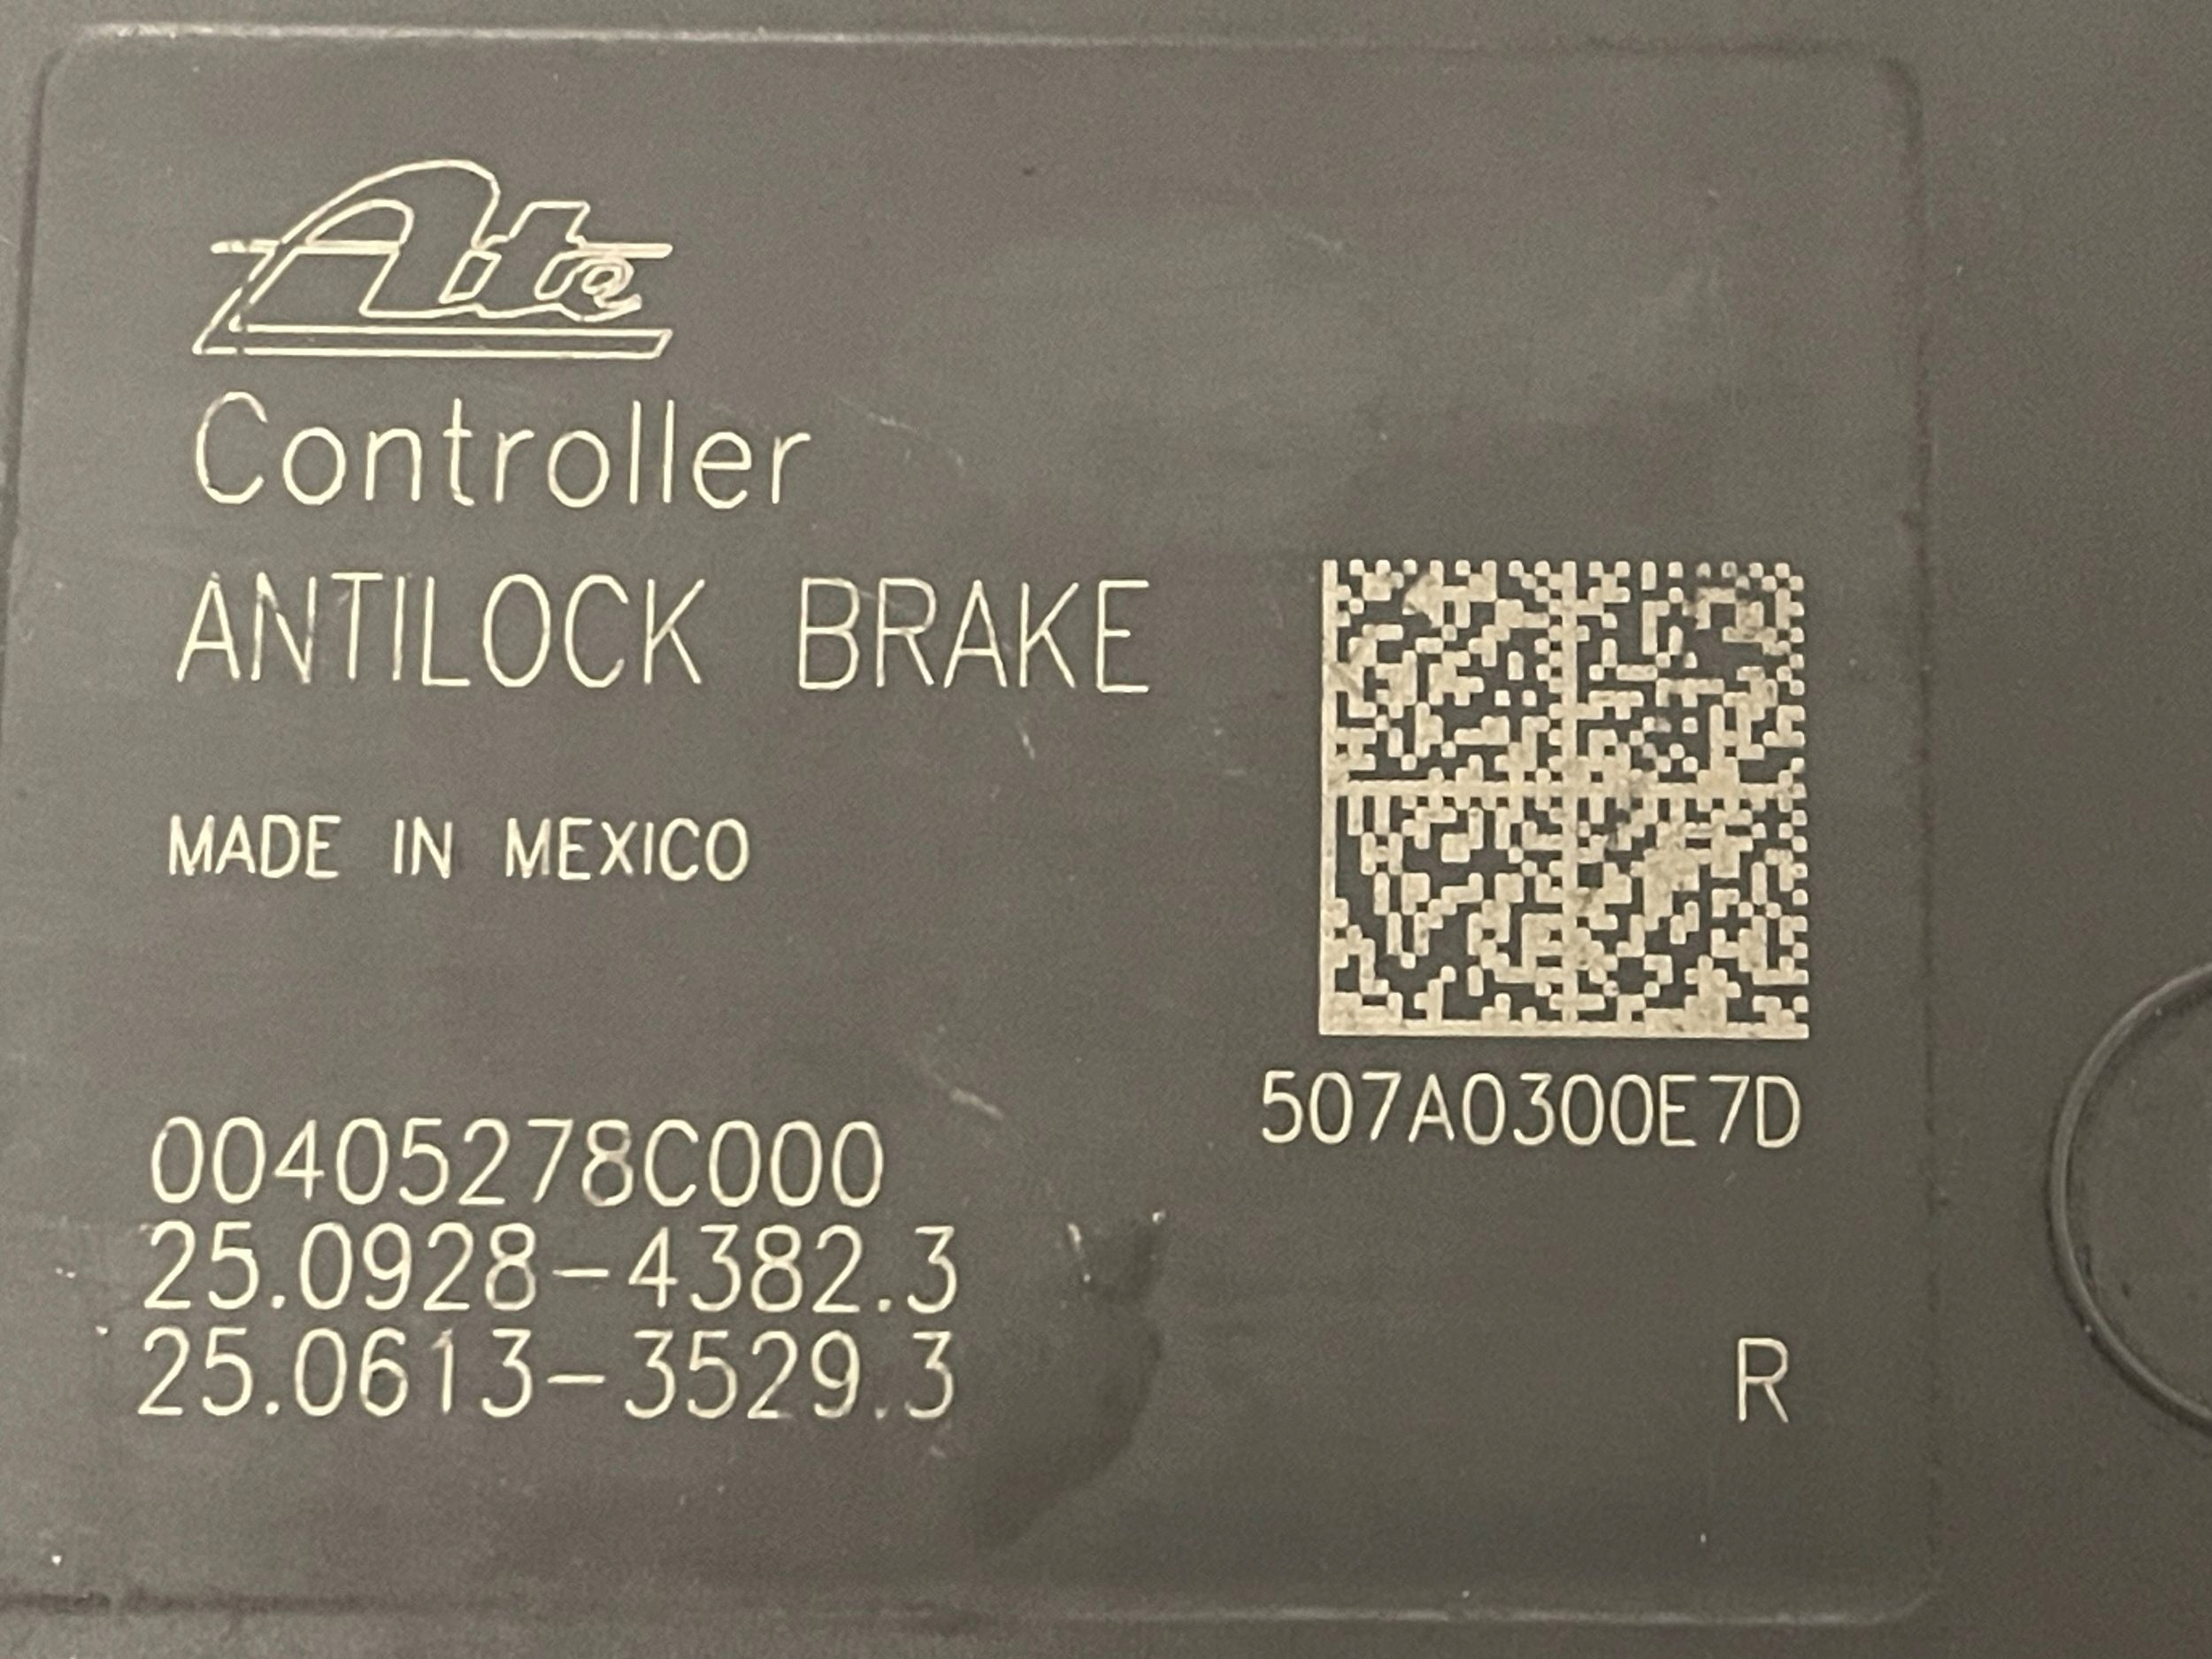 Ate
Controller
ANTILOCK BRAKE
MADE IN MEXICO
507A0300E7D
00405278C000
25.0928-4382.3
25.0613-3529.3
R